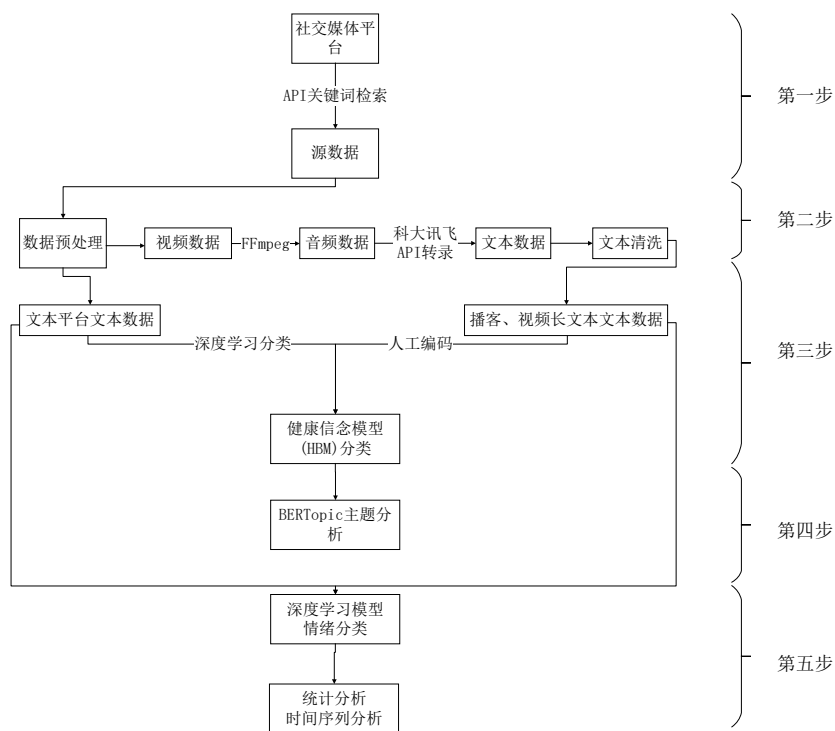 社交媒体平
台
第一步
API关键词检索
源数据
第二步
数据预处理
视频数据
FFmpeg
音频数据
科大讯飞
API转录
文本数据
文本清洗
文本平台文本数据
播客、视频长文本文本数据
深度学习分类
人工编码
第三步
健康信念模型
(HBM)分类
BERTopic主题分
析
第四步
深度学习模型
情绪分类
第五步
统计分析
时间序列分析